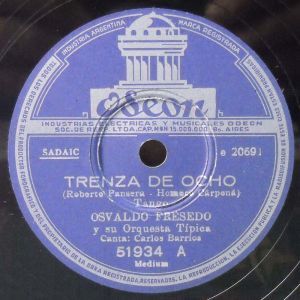 INDUSTRIA ARGENTINA
MARCA REGISTRADA
Odeon
INDUSTRIAS ELECTRICAS Y MUSICALES ODEON
SOC. DE RESP. LTDA. CAP. M$N 15.000.000 Bs. AIRES
SADAIC
e 20691
TRENZA DE OCHO
(Roberto Pansera - Homero Carpená)
Tango
OSVALDO FRESEDO
y su Orquesta Típica
Canta: Carlos Barrios
51934 A
Medium